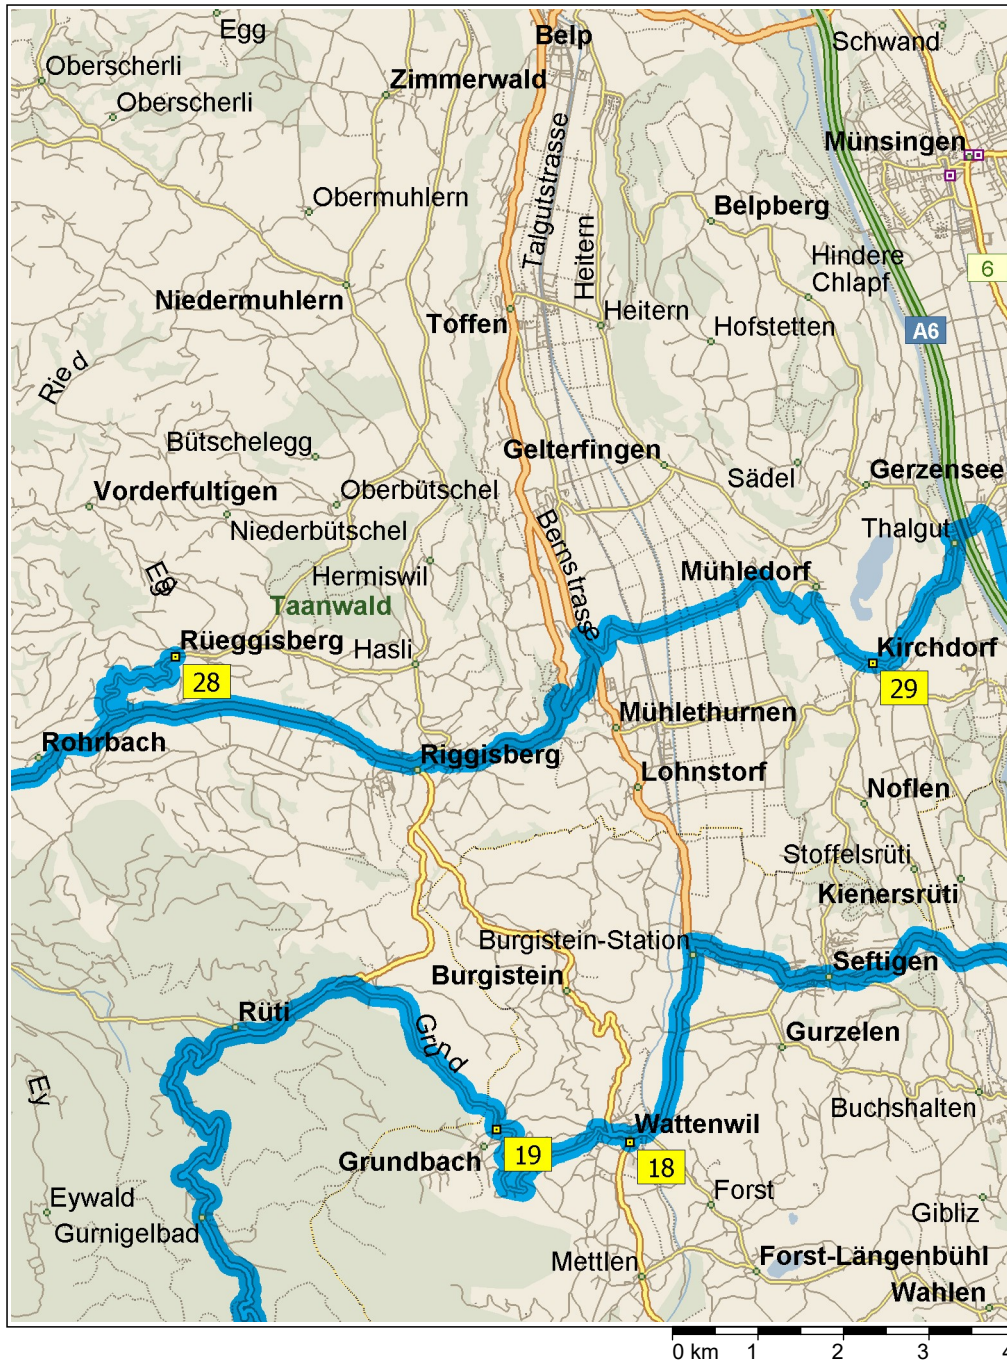 Egg
Belp
Schwand
Oberscherli
Zimmerwald
Oberscherli
Talgutstrasse
Münsingen
Obermuhlern
Belpberg
Heitern
Hindere
Chlapf
6
Niedermuhlern
Toffen
Heitern
Hofstetten
A6
Ried
Bütschelegg
Gelterfingen
Sädel
Gerzensee
Vorderfultigen
Oberbütschel
Niederbütschel
Bernstrasse
Thalgut
Egg
Hermiswil
Mühledorf
Taanwald
Rüeggisberg
Hasli
Kirchdorf
28
29
Mühlethurnen
Rohrbach
Riggisberg
Lohnstorf
Noflen
Stoffelsrüti
Kienersrüti
Burgistein-Station
Burgistein
Seftigen
Rüti
Grund
Gurzelen
Ey
Buchshalten
Wattenwil
Grundbach
19
18
Eywald
Forst
Gurnigelbad
Gibliz
Mettlen
Forst-Längenbühl
Wahlen
0 km 1 2 3 4